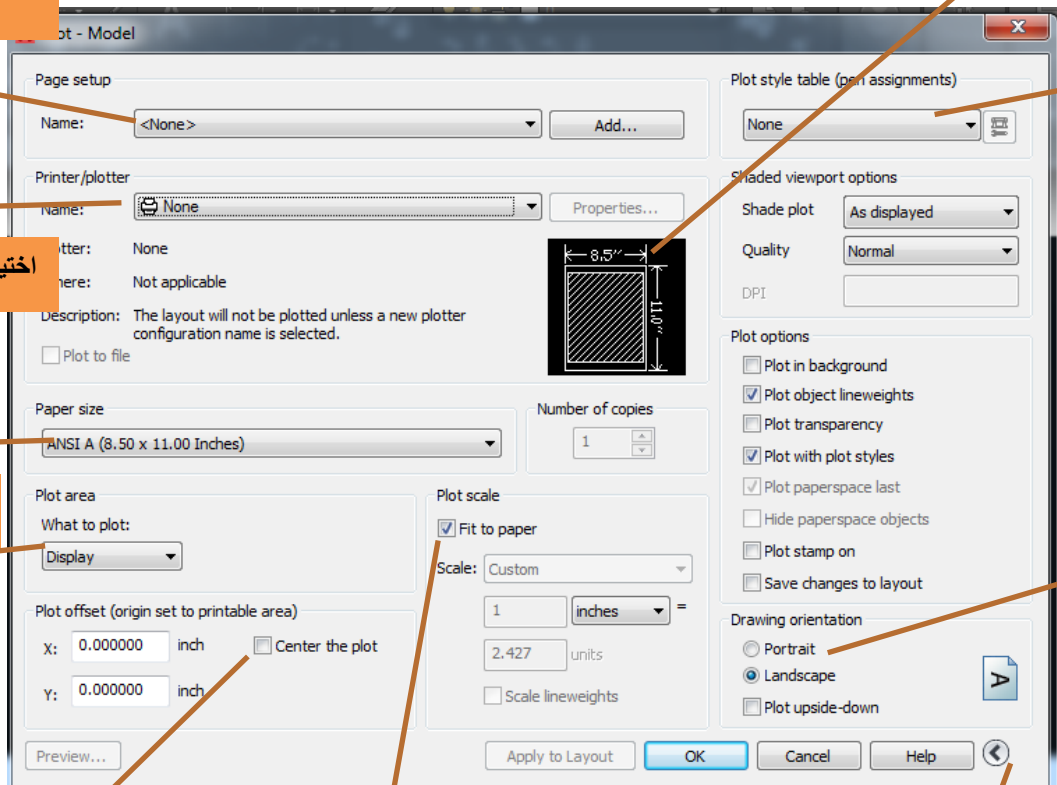 Plot - Model
Page setup
Name:
<None>
Add...
Plot style table (pen assignments)
None
Printer/plotter
Name:
None
Properties...
Plotter:
None
Where:
Not applicable
Description:
The layout will not be plotted unless a new plotter
configuration name is selected.
Plot to file
8.5″
11.0″
Shaded viewport options
Shade plot
As displayed
Quality
Normal
DPI
Paper size
ANSI A (8.50 x 11.00 Inches)
Number of copies
1
Plot options
Plot in background
Plot object lineweights
Plot transparency
Plot with plot styles
Plot paperspace last
Hide paperspace objects
Plot stamp on
Save changes to layout
Plot area
What to plot:
Display
Plot scale
Fit to paper
Scale:
Custom
1
inches
=
2.427
units
Scale lineweights
Plot offset (origin set to printable area)
X:
0.000000
inch
Center the plot
Y:
0.000000
inch
Drawing orientation
Portrait
Landscape
Plot upside-down
A
Preview...
Apply to Layout
OK
Cancel
Help